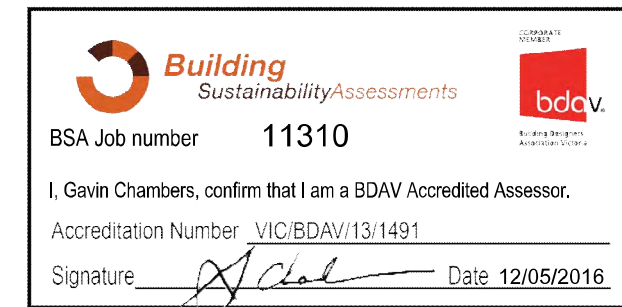 CORPORATE
MEMBER
Building
SustainabilityAssessments
bdav.
Building Designers
Association Victoria
BSA Job number 11310
I, Gavin Chambers, confirm that I am a BDAV Accredited Assessor.
Accreditation Number VIC/BDAV/13/1491
Signature Date 12/05/2016